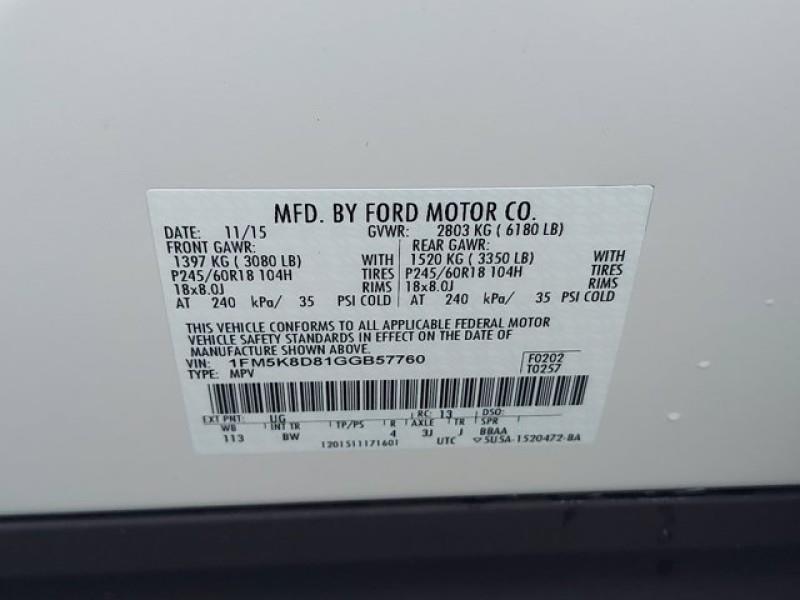 MFD. BY FORD MOTOR CO.
DATE: 11/15 GVWR: 2803 KG ( 6180 LB)
FRONT GAWR: REAR GAWR:
1397 KG ( 3080 LB) WITH 1520 KG ( 3350 LB) WITH
P245/60R18 104H TIRES P245/60R18 104H TIRES
18x8.0J RIMS 18x8.0J RIMS
AT 240 kPa/ 35 PSI COLD AT 240 kPa/ 35 PSI COLD
THIS VEHICLE CONFORMS TO ALL APPLICABLE FEDERAL MOTOR
VEHICLE SAFETY STANDARDS IN EFFECT ON THE DATE OF
MANUFACTURE SHOWN ABOVE.
VIN: 1FM5K8D81GGB57760 F0202
TYPE: MPV T0257
EXT PNT: UG RC: 13 DSO:
WB INT TR TP/PS R AXLE TR SPR
113 BW 4 3J J BBAA
1201511171601 UTC 5U5A-1520472-BA